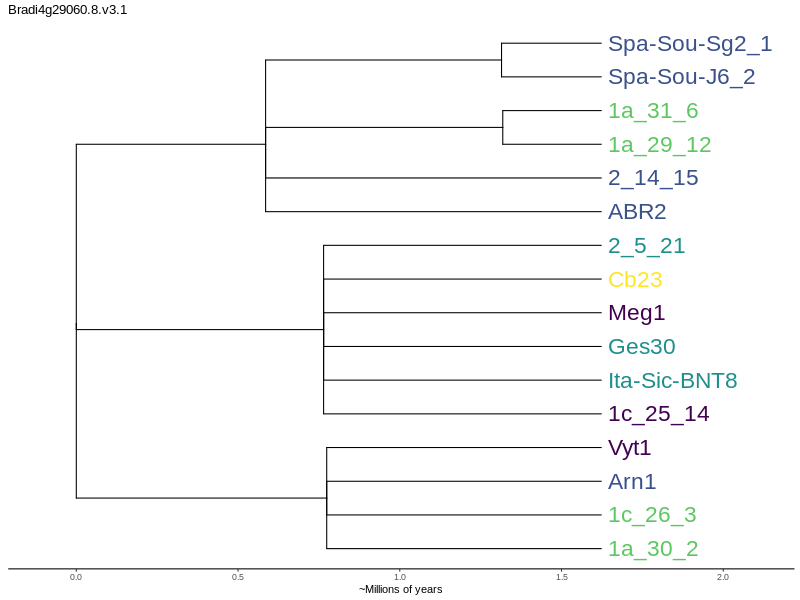 Bradi4g29060.8.v3.1
Spa-Sou-Sg2_1
Spa-Sou-J6_2
1a_31_6
1a_29_12
2_14_15
ABR2
2_5_21
Cb23
Meg1
Ges30
Ita-Sic-BNT8
1c_25_14
Vyt1
Arn1
1c_26_3
1a_30_2
0.0 0.5 1.0 1.5 2.0
~Millions of years